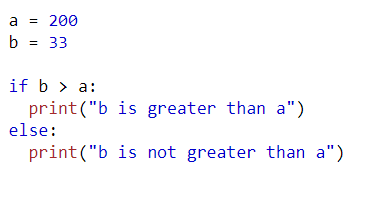 a = 200
b = 33

if b > a:
  print("b is greater than a")
else:
  print("b is not greater than a")